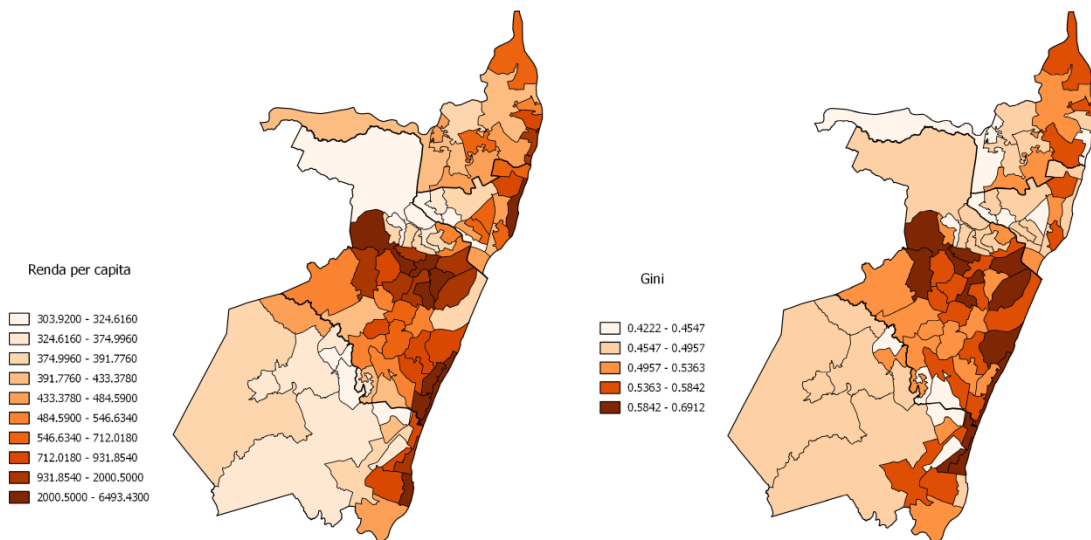 Renda per capita
303.9200 - 324.6160
324.6160 - 374.9960
374.9960 - 391.7760
391.7760 - 433.3780
433.3780 - 484.5900
484.5900 - 546.6340
546.6340 - 712.0180
712.0180 - 931.8540
931.8540 - 2000.5000
2000.5000 - 6493.4300
Gini
0.4222 - 0.4547
0.4547 - 0.4957
0.4957 - 0.5363
0.5363 - 0.5842
0.5842 - 0.6912